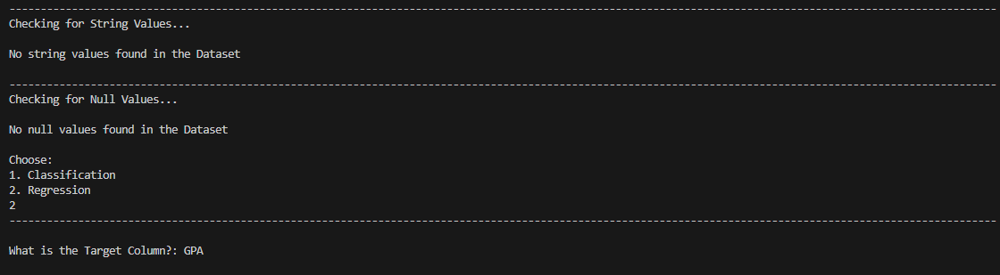 Checking for String Values...
No string values found in the Dataset
Checking for Null Values...
No null values found in the Dataset
Choose:
1. Classification
2. Regression
2
What is the Target Column?: GPA